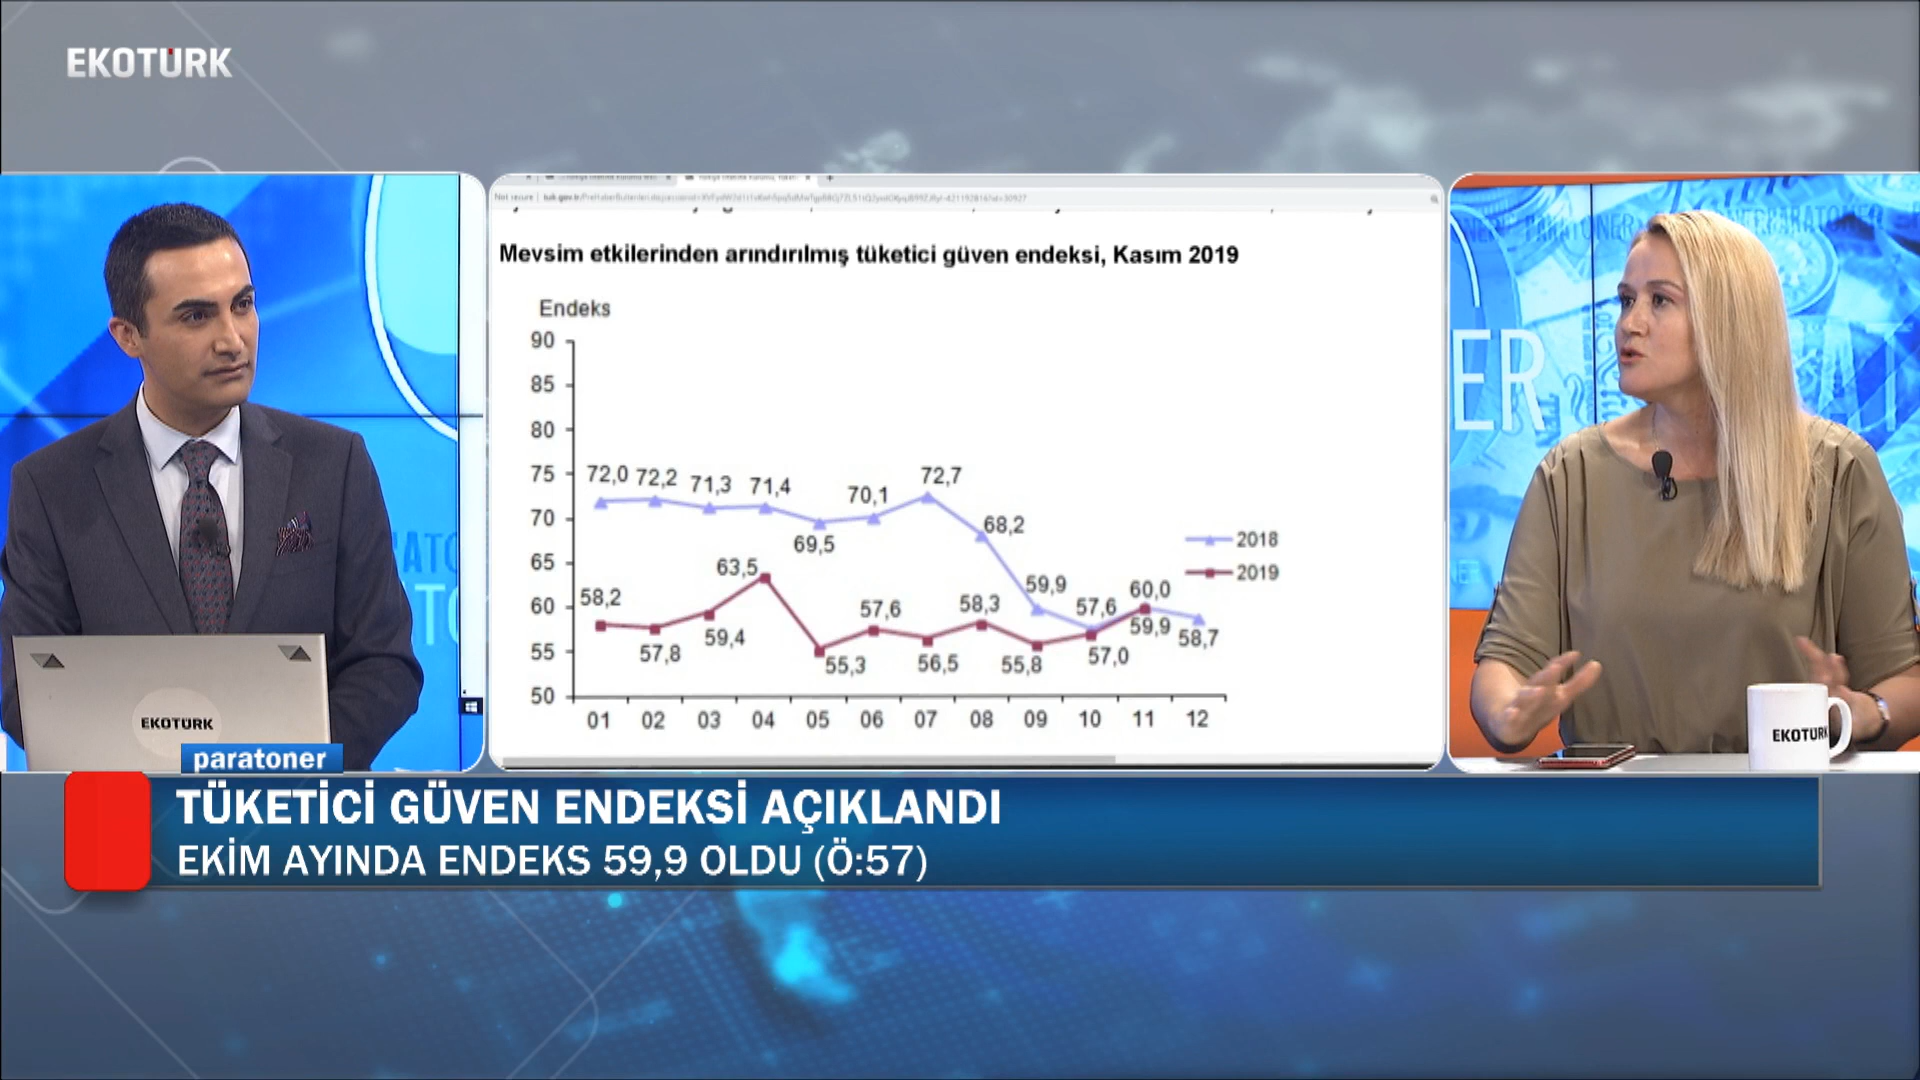 EKOTÜRK
Not secure
Mevsim etkilerinden arındırılmış tüketici güven endeksi, Kasım 2019
Endeks
90
85
80
75
70
65
60
55
50
72,0 72,2 71,3 71,4 69,5 70,1 72,7 68,2 59,9 57,6 60,0 58,7
58,2 57,8 59,4 63,5 55,3 57,6 56,5 58,3 55,8 57,0 59,9
01 02 03 04 05 06 07 08 09 10 11 12
2018
2019
EKOTÜRK
ER
EKOTÜRK
paratoner
TÜKETİCİ GÜVEN ENDEKSİ AÇIKLANDI
EKİM AYINDA ENDEKS 59,9 OLDU (Ö:57)